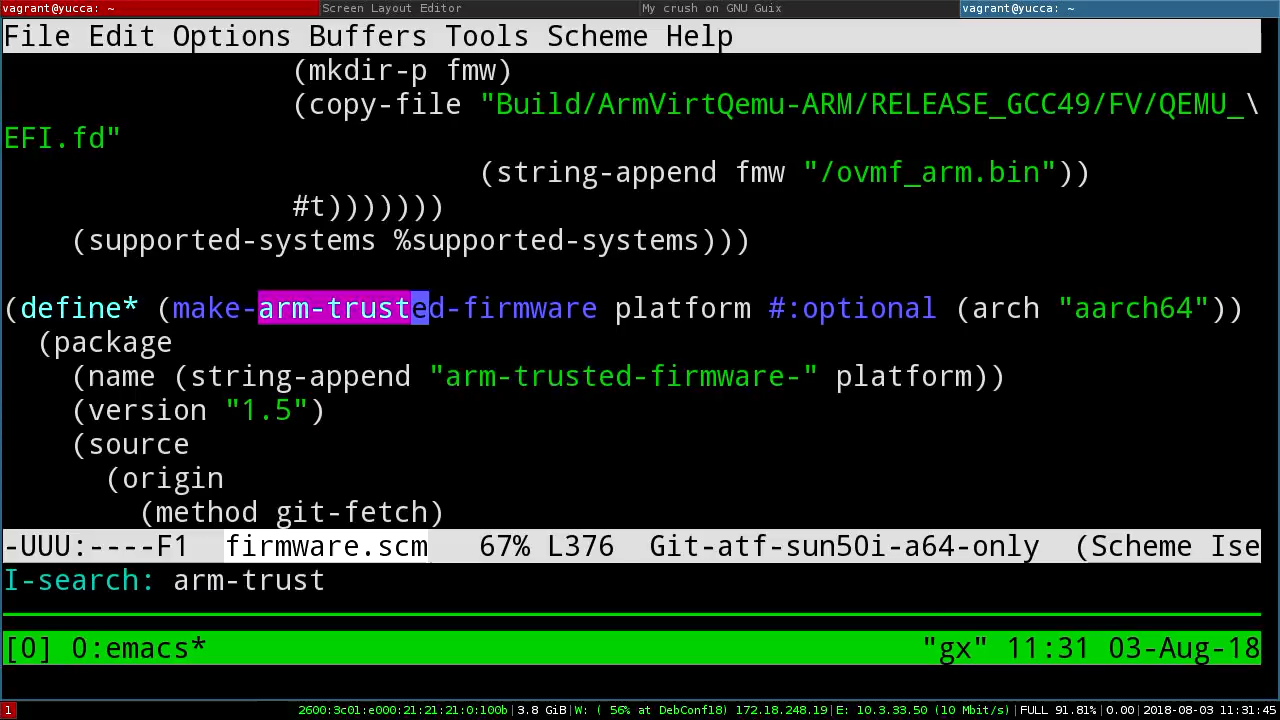 vagrant@yucca: ~ Screen Layout Editor My crush on GNU Guix vagrant@yucca: ~
File Edit Options Buffers Tools Scheme Help
(mkdir-p fmw)
(copy-file "Build/ArmVirtQemu-ARM/RELEASE_GCC49/FV/QEMU_\
EFI.fd"
(string-append fmw "/ovmf_arm.bin"))
#t)))))))
(supported-systems %supported-systems)))
(define* (make-arm-trusted-firmware platform #:optional (arch "aarch64"))
(package
(name (string-append "arm-trusted-firmware-" platform))
(version "1.5")
(source
(origin
(method git-fetch)
-UUU:----F1 firmware.scm 67% L376 Git-atf-sun50i-a64-only (Scheme Ise
I-search: arm-trust
[0] 0:emacs* "gx" 11:31 03-Aug-18
1 2600:3c01:e000:21:21:21:0:100b|3.8 GiB|W: ( 56% at DebConf18) 172.18.248.19|E: 10.3.33.50 (10 Mbit/s)|FULL 91.81%|0.00|2018-08-03 11:31:45